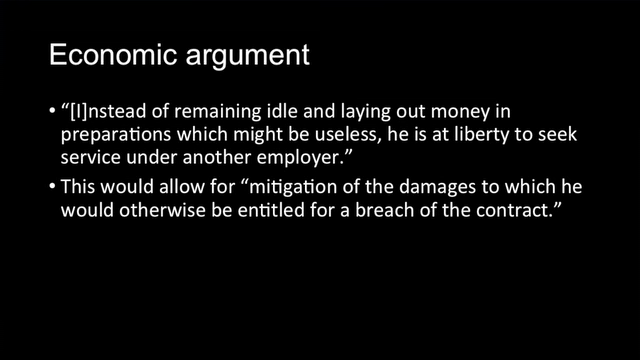 Economic argument
• “[I]nstead of remaining idle and laying out money in
preparations which might be useless, he is at liberty to seek
service under another employer.”
• This would allow for “mitigation of the damages to which he
would otherwise be entitled for a breach of the contract.”